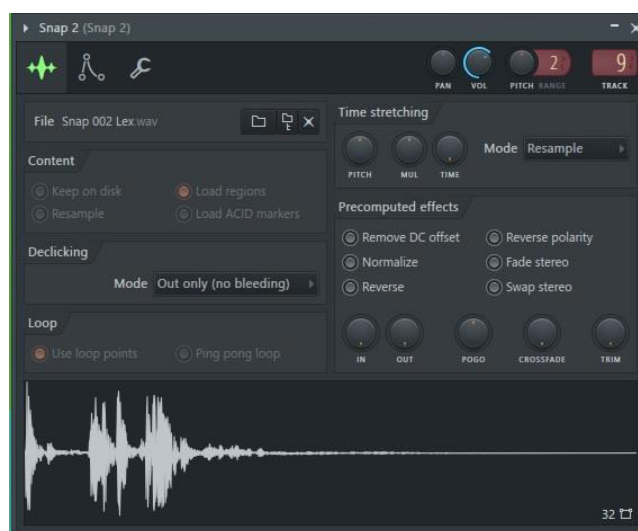 Snap 2 (Snap 2)
2
9
PAN
VOL
PITCH RANGE
TRACK
File Snap 002 Lex.wav
Content
Keep on disk
Load regions
Resample
Load ACID markers
Declicking
Mode Out only (no bleeding)
Loop
Use loop points
Ping pong loop
Time stretching
PITCH
MUL
TIME
Mode Resample
Precomputed effects
Remove DC offset
Reverse polarity
Normalize
Fade stereo
Reverse
Swap stereo
IN
OUT
POGO
CROSSFADE
TRIM
32